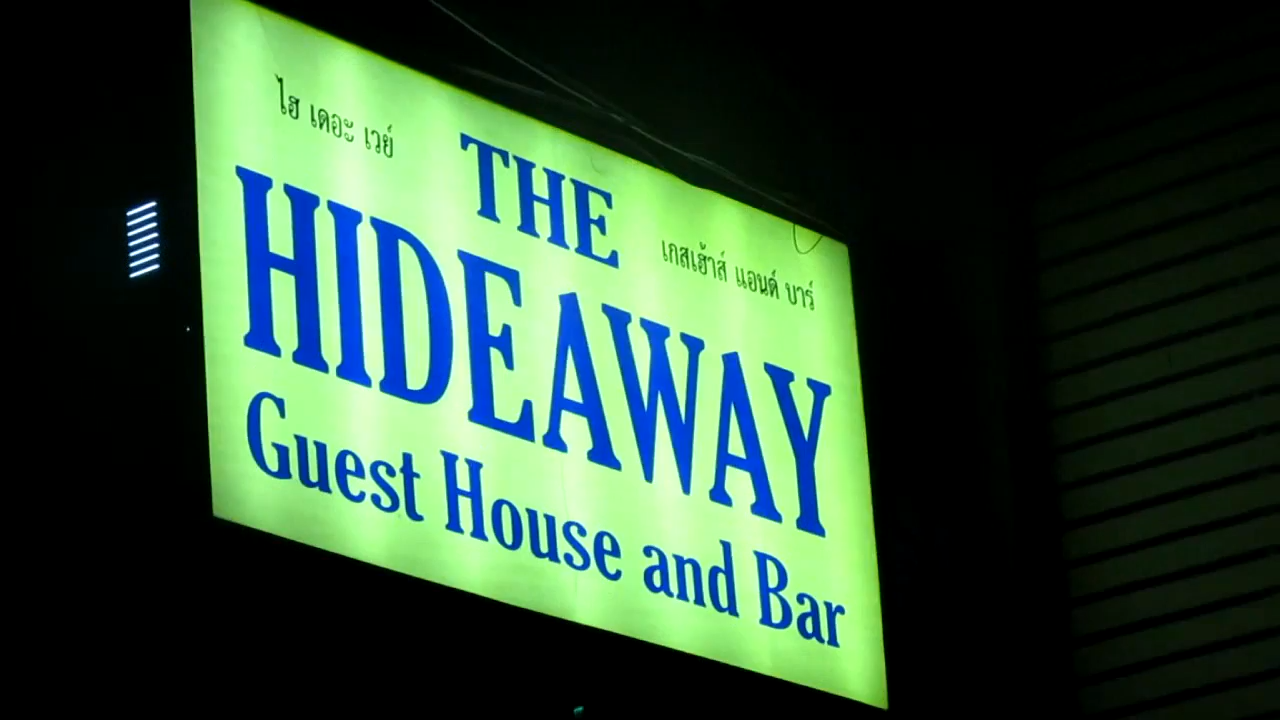 ไฮ เดอะ เวย์
THE
เกสเฮ้าส์ แอนด์ บาร์
HIDEAWAY
Guest House and Bar